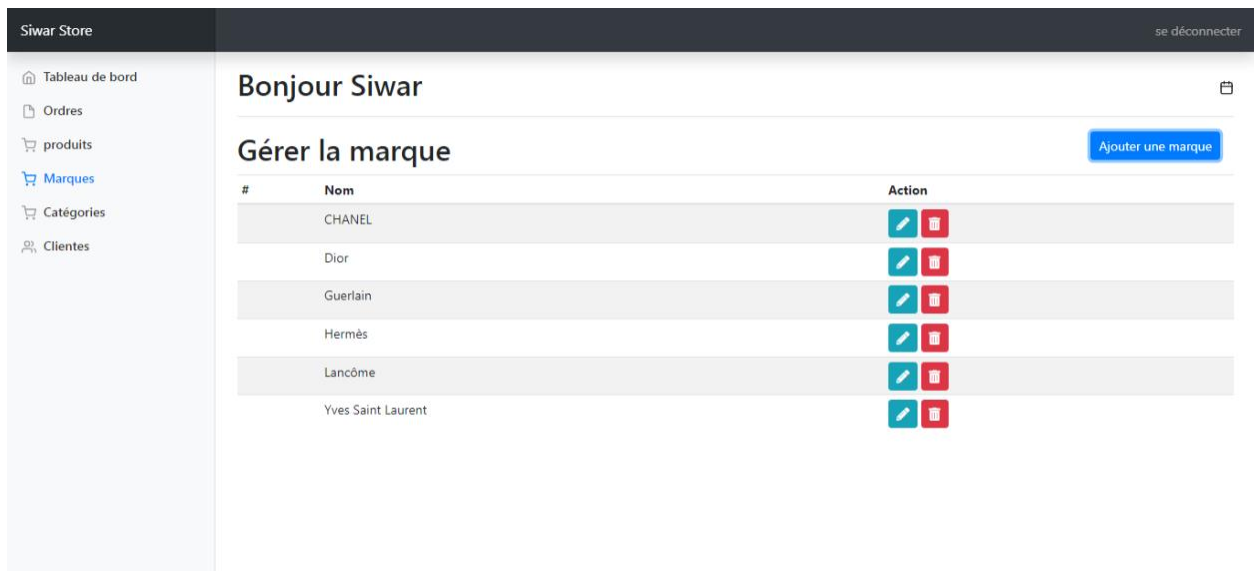 Siwar Store
se déconnecter
Tableau de bord
Ordres
produits
Marques
Catégories
Clientes
Bonjour Siwar
Gérer la marque
Ajouter une marque
# Nom Action
CHANEL
Dior
Guerlain
Hermès
Lancôme
Yves Saint Laurent